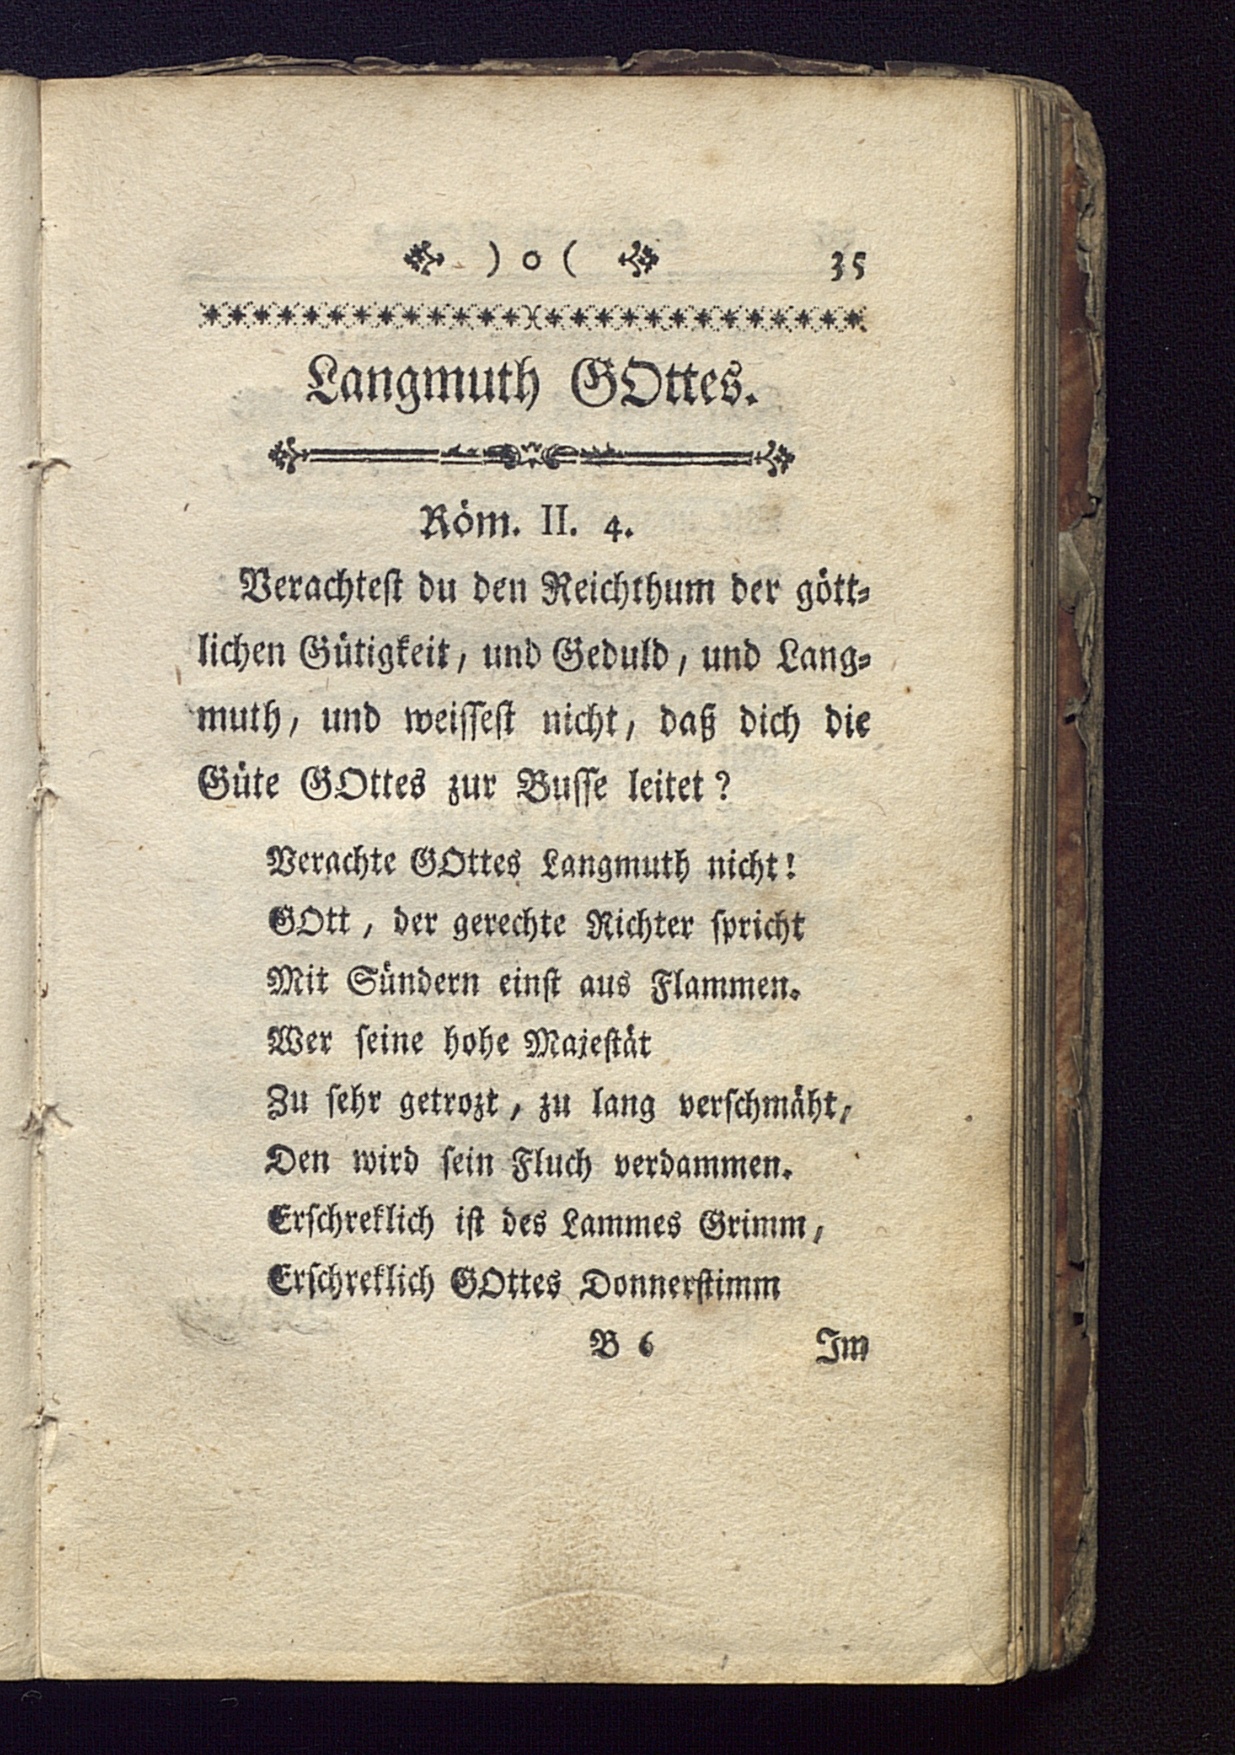 ) o ( 35
Langmuth GOttes.
Röm. II. 4.
Verachteſt du den Reichthum der gött⸗
lichen Gütigkeit, und Geduld, und Lang⸗
muth, und weiſſeſt nicht, daß dich die
Güte GOttes zur Buſſe leitet?
Verachte GOttes Langmuth nicht!
GOtt, der gerechte Richter ſpricht
Mit Sündern einſt aus Flammen.
Wer ſeine hohe Majeſtät
Zu ſehr getrozt, zu lang verſchmäht,
Den wird ſein Fluch verdammen.
Erſchreklich iſt des Lammes Grimm,
Erſchreklich GOttes Donnerſtimm
B 6 Im